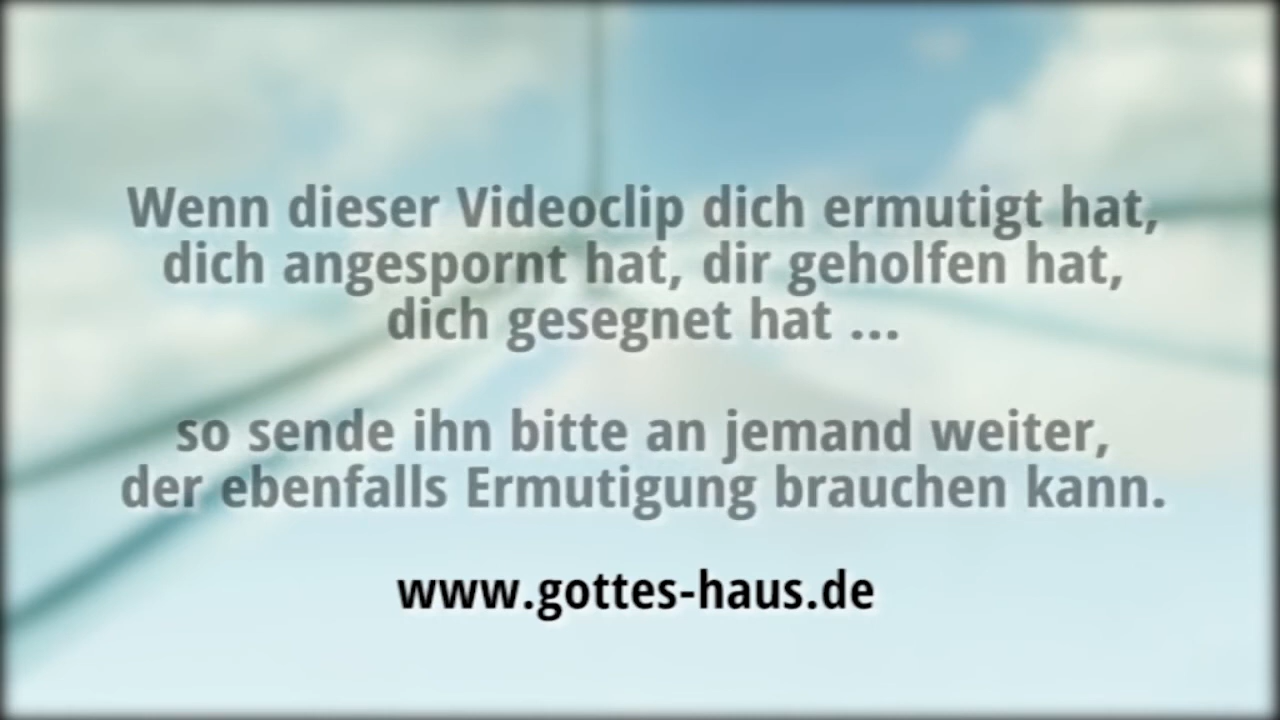 Wenn dieser Videoclip dich ermutigt hat,
dich angespornt hat, dir geholfen hat,
dich gesegnet hat ...
so sende ihn bitte an jemand weiter,
der ebenfalls Ermutigung brauchen kann.
www.gottes-haus.de